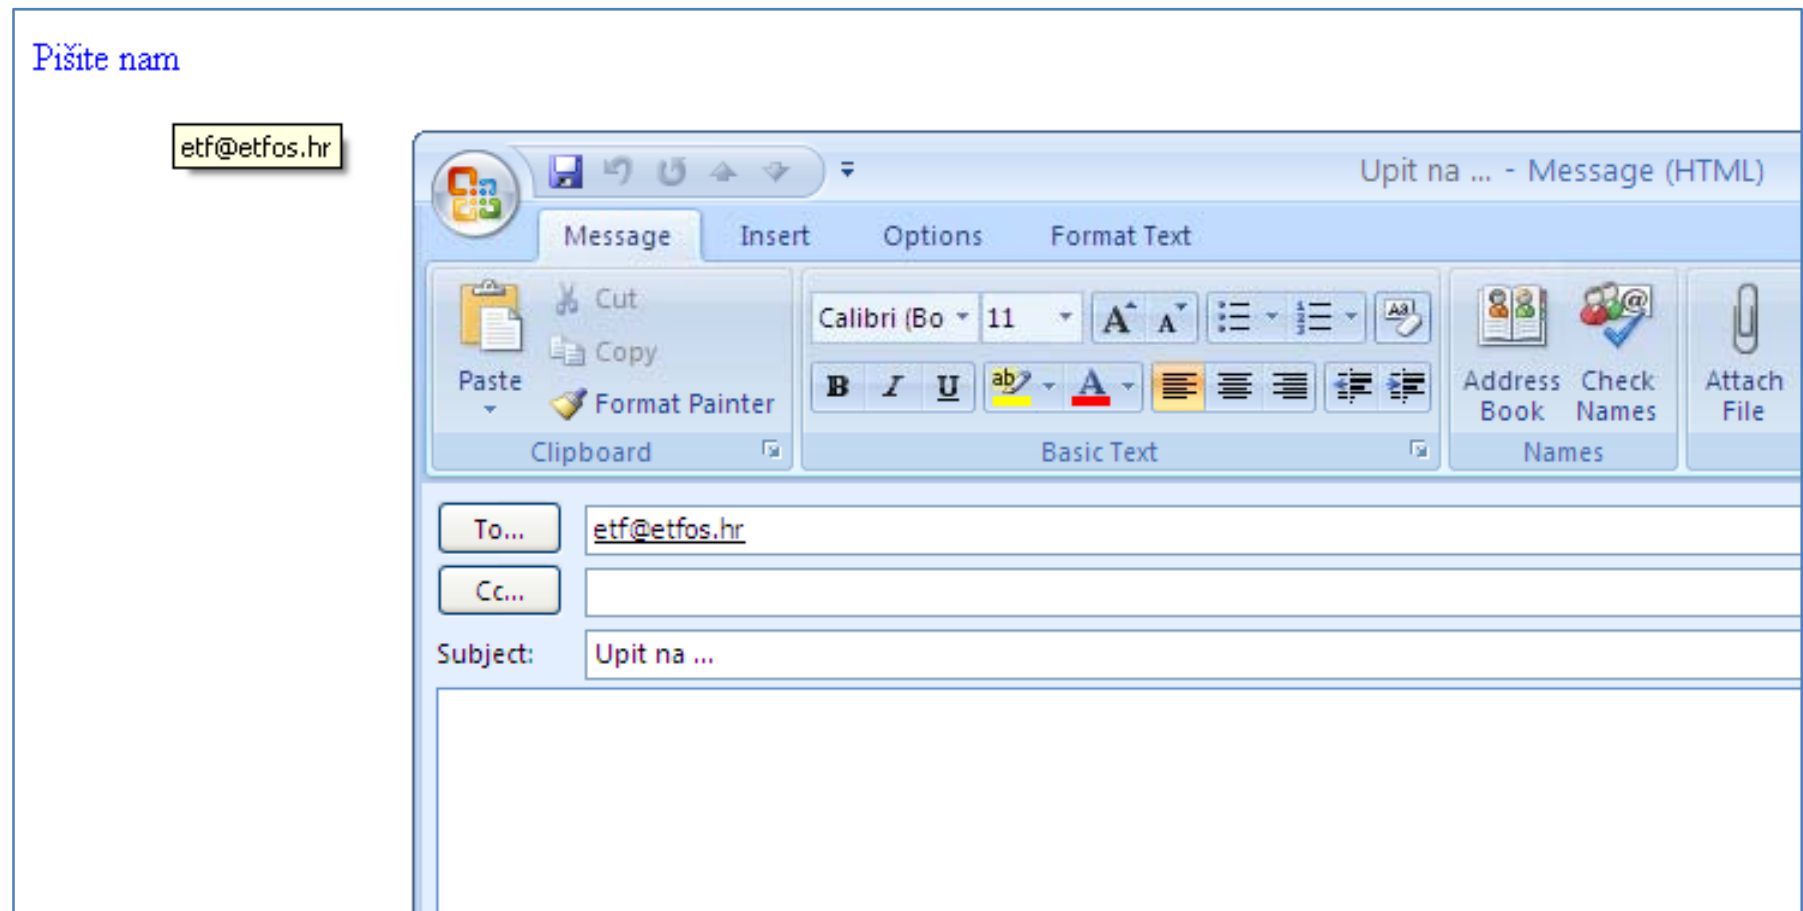 Pišite nam
etf@etfos.hr
Upit na ... - Message (HTML)
Message Insert Options Format Text
Paste
Cut
Copy
Format Painter
Clipboard
Calibri (Bo 11
B I U
Basic Text
Address Book
Check Names
Names
Attach File
To... etf@etfos.hr
Cc...
Subject: Upit na ...